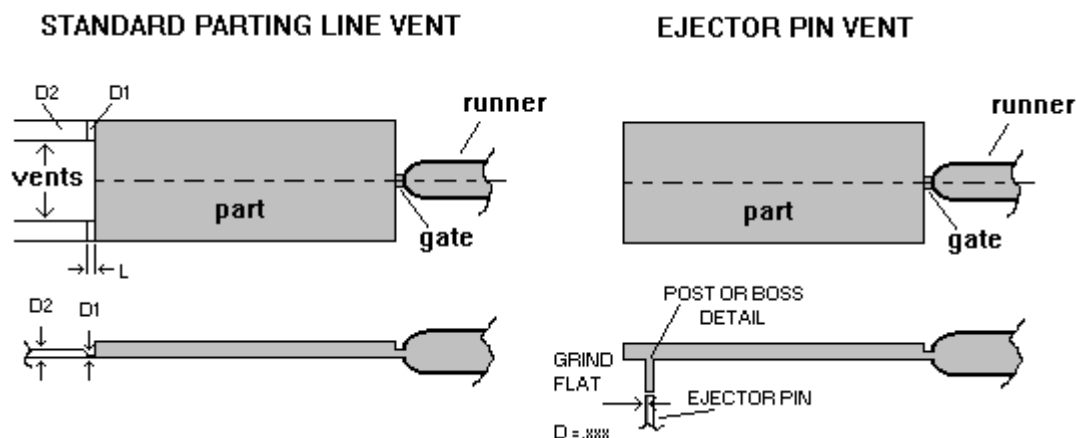 STANDARD PARTING LINE VENT
EJECTOR PIN VENT
D2 D1
runner
vents
part
gate
L
D2 D1
runner
part
gate
POST OR BOSS
DETAIL
GRIND
FLAT
EJECTOR PIN
D = .xxx